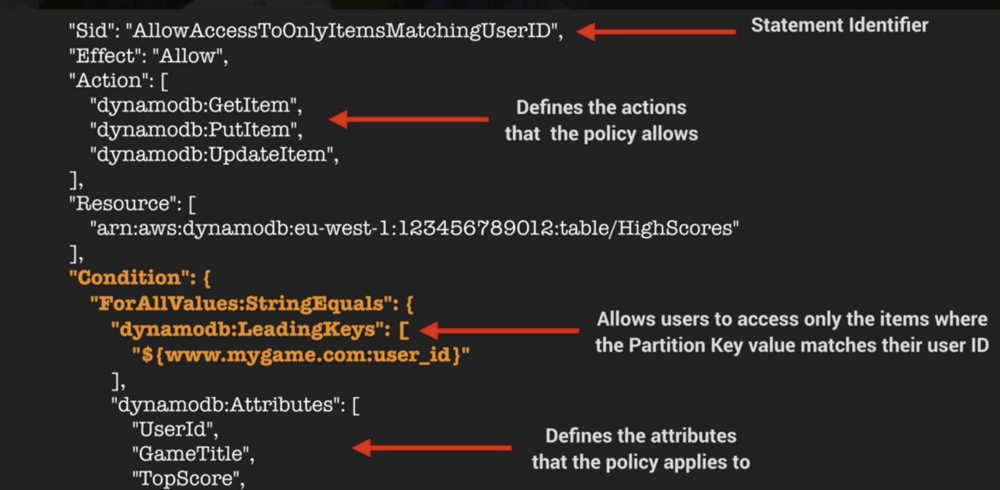 "Sid": "AllowAccessToOnlyItemsMatchingUserID",
Statement Identifier
"Effect": "Allow",
"Action": [
"dynamodb:GetItem",
"dynamodb:PutItem",
"dynamodb:UpdateItem",
Defines the actions
that the policy allows
],
"Resource": [
"arn:aws:dynamodb:eu-west-1:123456789012:table/HighScores"
],
"Condition": {
"ForAllValues:StringEquals": {
"dynamodb:LeadingKeys": [
"${www.mygame.com:user_id}"
Allows users to access only the items where
the Partition Key value matches their user ID
],
"dynamodb:Attributes": [
"UserId",
"GameTitle",
"TopScore",
Defines the attributes
that the policy applies to